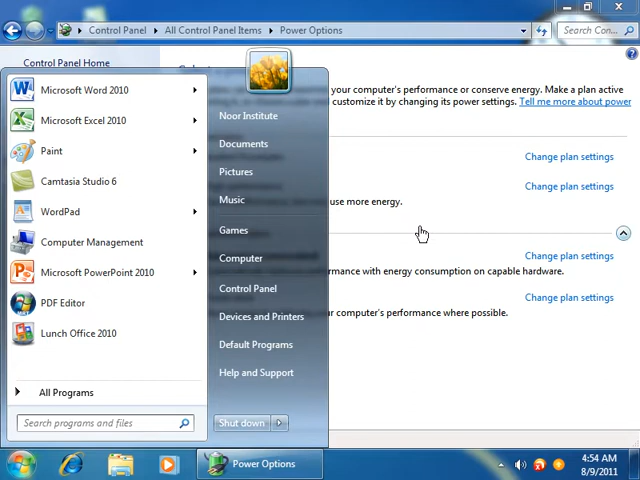 Control Panel All Control Panel Items Power Options
Search Con...
Control Panel Home
your computer's performance or conserve energy. Make a plan active
customize it by changing its power settings. Tell me more about power
Change plan settings
Change plan settings
use more energy.
Change plan settings
performance with energy consumption on capable hardware.
Change plan settings
your computer's performance where possible.
Microsoft Word 2010
Microsoft Excel 2010
Paint
Camtasia Studio 6
WordPad
Computer Management
Microsoft PowerPoint 2010
PDF Editor
Lunch Office 2010
All Programs
Search programs and files
Noor Institute
Documents
Pictures
Music
Games
Computer
Control Panel
Devices and Printers
Default Programs
Help and Support
Shut down
Power Options
4:54 AM
8/9/2011